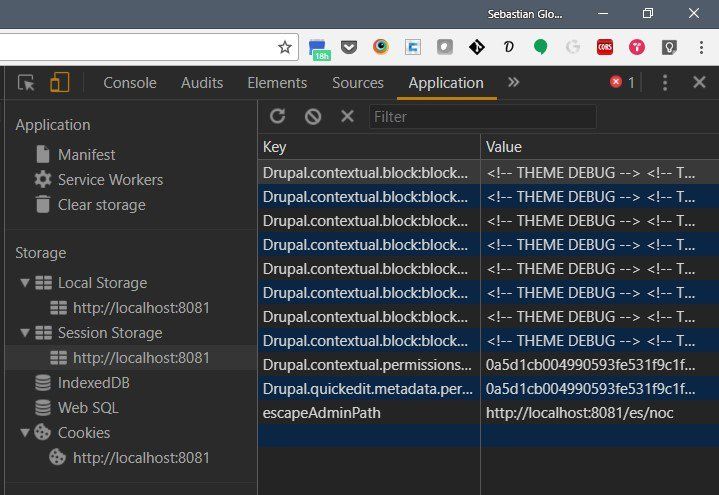 Sebastian Glo...
18h
CORS
Console Audits Elements Sources Application » 1
Application
Manifest
Service Workers
Clear storage
Storage
Local Storage
http://localhost:8081
Session Storage
http://localhost:8081
IndexedDB
Web SQL
Cookies
http://localhost:8081
Filter
Key Value
Drupal.contextual.block:block... <!-- THEME DEBUG --> <!-- T...
Drupal.contextual.block:block... <!-- THEME DEBUG --> <!-- T...
Drupal.contextual.block:block... <!-- THEME DEBUG --> <!-- T...
Drupal.contextual.block:block... <!-- THEME DEBUG --> <!-- T...
Drupal.contextual.block:block... <!-- THEME DEBUG --> <!-- T...
Drupal.contextual.block:block... <!-- THEME DEBUG --> <!-- T...
Drupal.contextual.block:block... <!-- THEME DEBUG --> <!-- T...
Drupal.contextual.block:block... <!-- THEME DEBUG --> <!-- T...
Drupal.contextual.permissions... 0a5d1cb004990593fe531f9c1f...
Drupal.quickedit.metadata.per... 0a5d1cb004990593fe531f9c1f...
escapeAdminPath http://localhost:8081/es/noc